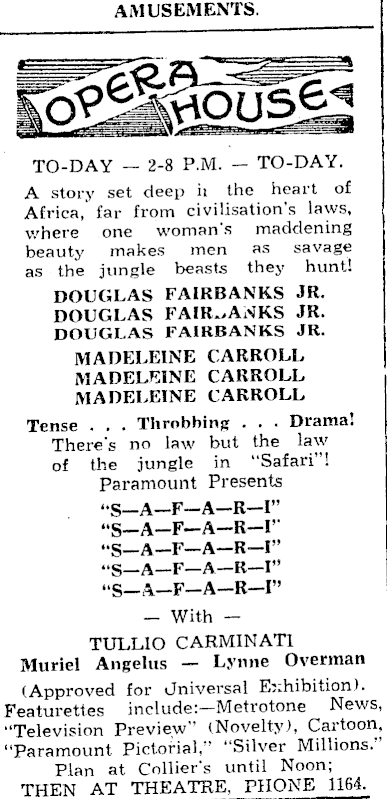 AMUSEMENTS.
OPERA
HOUSE
TO-DAY — 2-8 P.M. — TO-DAY.
A story set deep in the heart of
Africa, far from civilisation's laws,
where one woman's maddening
beauty makes men as savage
as the jungle beasts they hunt!
DOUGLAS FAIRBANKS JR.
DOUGLAS FAIRBANKS JR.
DOUGLAS FAIRBANKS JR.
MADELEINE CARROLL
MADELEINE CARROLL
MADELEINE CARROLL
Tense . . . Throbbing . . . Drama!
There's no law but the law
of the jungle in "Safari"!
Paramount Presents
"S—A—F—A—R—I"
"S—A—F—A—R—I"
"S—A—F—A—R—I"
"S—A—F—A—R—I"
"S—A—F—A—R—I"
— With —
TULLIO CARMINATI
Muriel Angelus — Lynne Overman
(Approved for Universal Exhibition).
Featurettes include:—Metrotone News,
"Television Preview" (Novelty), Cartoon,
"Paramount Pictorial," "Silver Millions."
Plan at Collier's until Noon;
THEN AT THEATRE, PHONE 1164.